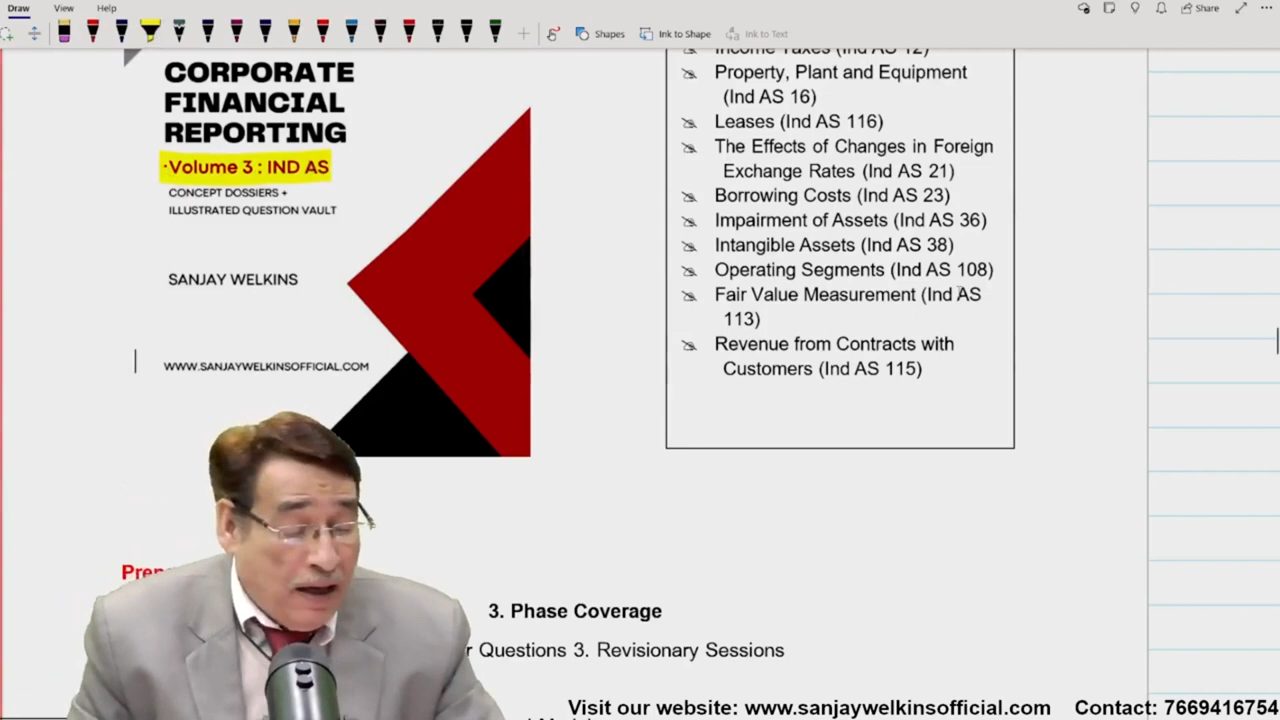 Draw View Help
Share
Shapes Ink to Shape Ink to Text
CORPORATE
FINANCIAL
REPORTING
·Volume 3 : IND AS
CONCEPT DOSSIERS +
ILLUSTRATED QUESTION VAULT
SANJAY WELKINS
WWW.SANJAYWELKINSOFFICIAL.COM
Income Taxes (Ind AS 12)
Property, Plant and Equipment
(Ind AS 16)
Leases (Ind AS 116)
The Effects of Changes in Foreign
Exchange Rates (Ind AS 21)
Borrowing Costs (Ind AS 23)
Impairment of Assets (Ind AS 36)
Intangible Assets (Ind AS 38)
Operating Segments (Ind AS 108)
Fair Value Measurement (Ind AS
113)
Revenue from Contracts with
Customers (Ind AS 115)
3. Phase Coverage
Questions 3. Revisionary Sessions
Visit our website: www.sanjaywelkinsofficial.com Contact: 7669416754